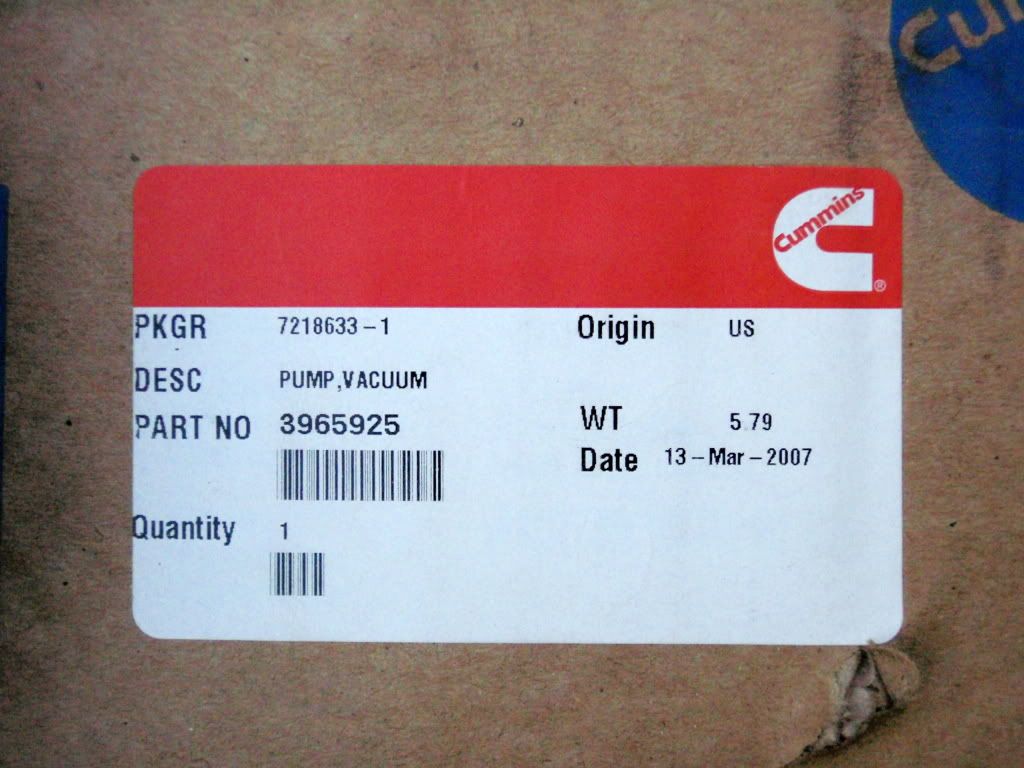 Cu
Cummins
®
PKGR 7218633-1 Origin US
DESC PUMP,VACUUM
PART NO 3965925 WT 5.79
Date 13-Mar-2007
Quantity 1